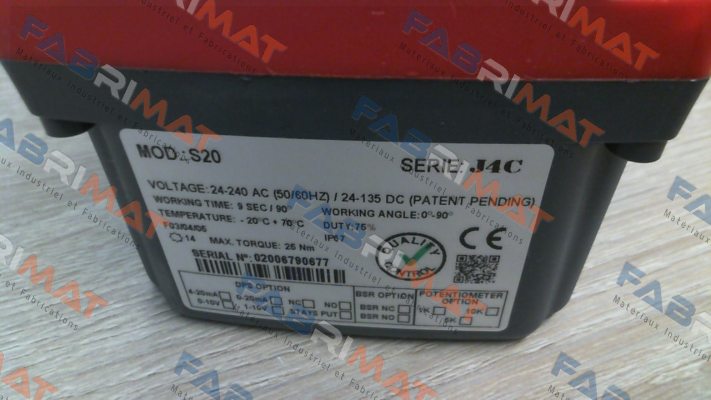 MOD.:S20
SERIE: J4C
VOLTAGE: 24-240 AC (50/60HZ) / 24-135 DC (PATENT PENDING)
WORKING TIME: 9 SEC / 90° WORKING ANGLE:0°-90°
TEMPERATURE: -20°C + 70°C DUTY:75%
F03/04/05 IP67
14 MAX. TORQUE: 25 Nm
SERIAL Nº: 02006790677
QUALITY CONTROL
CE
DPS OPTION
4-20mA 0-20mA NC NO
0-10V 1-10V STAYS PUT
BSR OPTION
BSR NC
BSR NO
POTENTIOMETER OPTION
1K 10K
5K
FABRIMAT
Materiaux Industriel et Fabrications